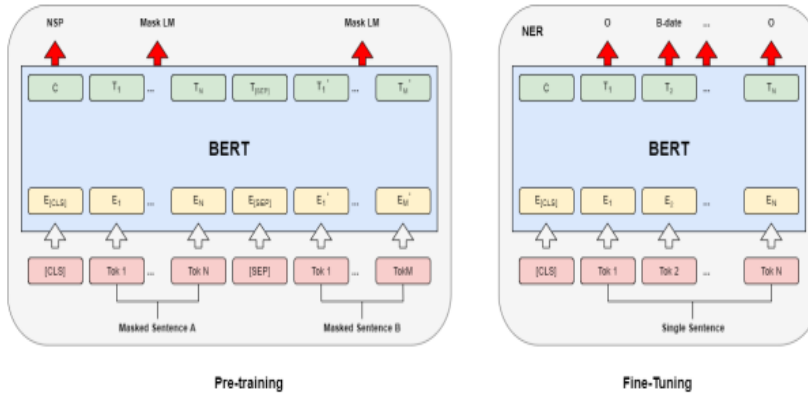 NSP Mask LM Mask LM
C T1 ... TN T[SEP] T1' ... TM'
BERT
E[CLS] E1 ... EN E[SEP] E1' ... EM'
[CLS] Tok 1 ... Tok N [SEP] Tok 1 ... TokM
Masked Sentence A Masked Sentence B
Pre-training
NER O B-date ... O
C T1 T2 ... TN
BERT
E[CLS] E1 E2 ... EN
[CLS] Tok 1 Tok 2 ... Tok N
Single Sentence
Fine-Tuning